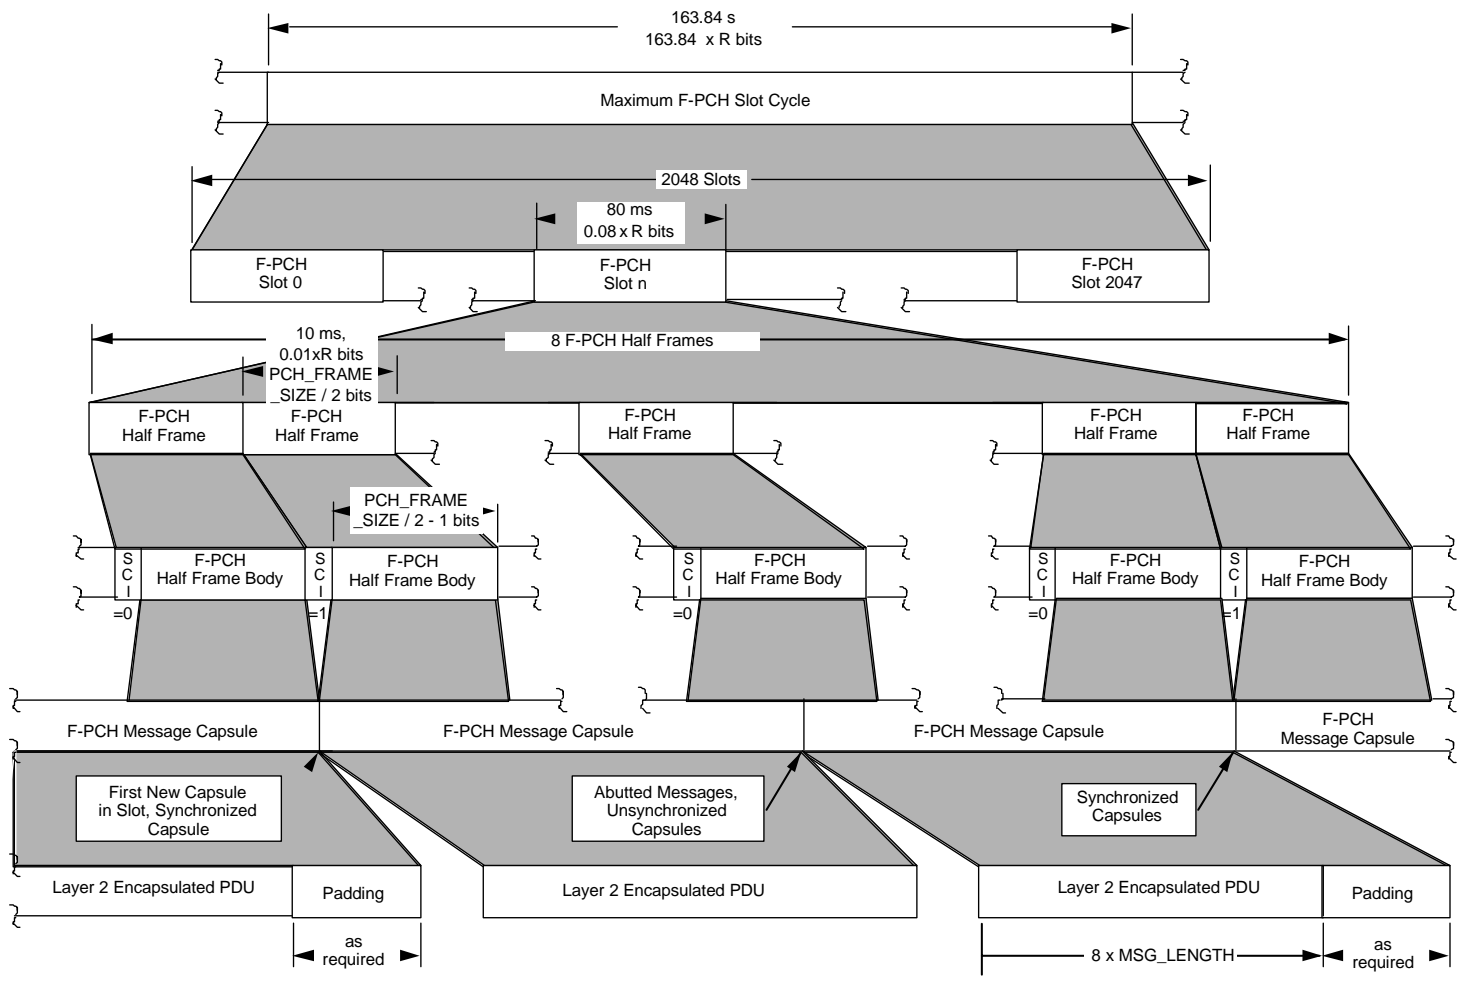 163.84 s
163.84 x R bits
Maximum F-PCH Slot Cycle
2048 Slots
80 ms
0.08 x R bits
F-PCH
Slot 0
F-PCH
Slot n
F-PCH
Slot 2047
10 ms,
0.01xR bits
PCH_FRAME
_SIZE / 2 bits
8 F-PCH Half Frames
F-PCH
Half Frame
F-PCH
Half Frame
F-PCH
Half Frame
F-PCH
Half Frame
F-PCH
Half Frame
PCH_FRAME
_SIZE / 2 - 1 bits
S
C
I
=0
F-PCH
Half Frame Body
S
C
I
=1
F-PCH
Half Frame Body
S
C
I
=0
F-PCH
Half Frame Body
S
C
I
=0
F-PCH
Half Frame Body
S
C
I
=1
F-PCH
Half Frame Body
F-PCH Message Capsule
F-PCH Message Capsule
F-PCH Message Capsule
F-PCH
Message Capsule
First New Capsule
in Slot, Synchronized
Capsule
Abutted Messages,
Unsynchronized
Capsules
Synchronized
Capsules
Layer 2 Encapsulated PDU
Padding
Layer 2 Encapsulated PDU
Layer 2 Encapsulated PDU
Padding
as
required
8 x MSG_LENGTH
as
required